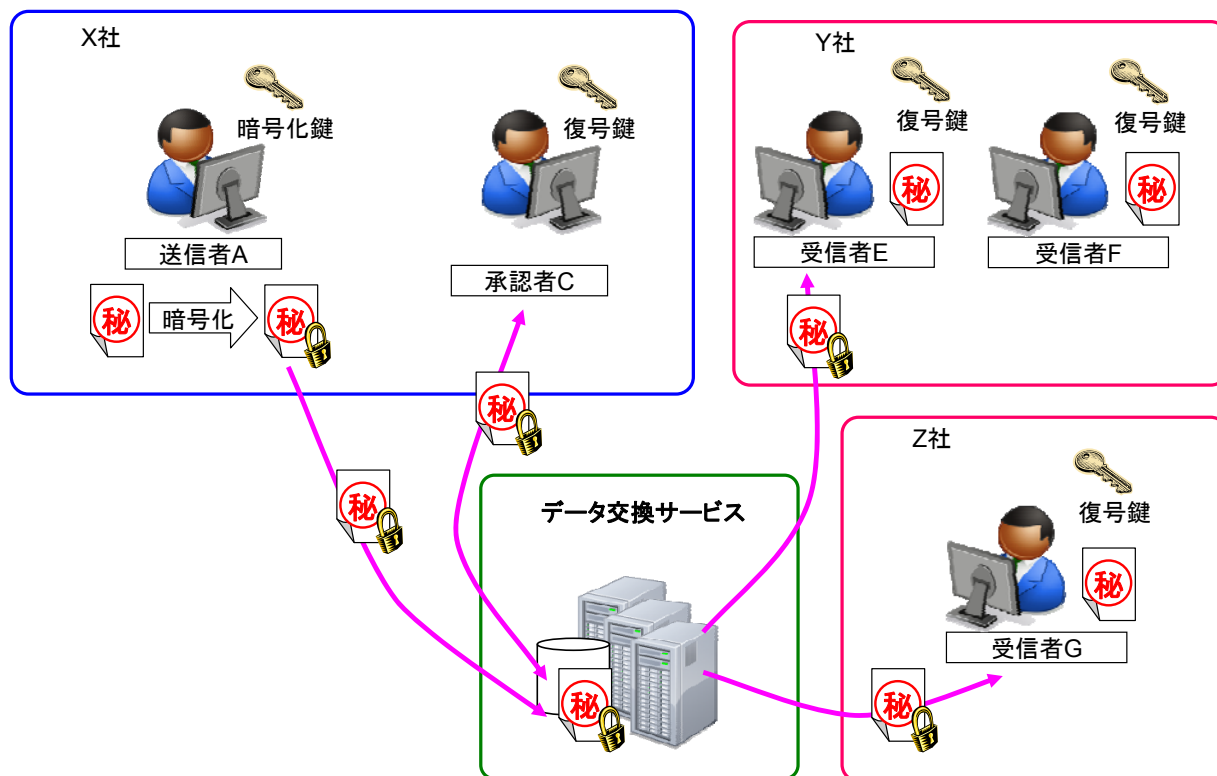 X社
暗号化鍵
復号鍵
送信者A
承認者C
秘
暗号化
秘
秘
秘
Y社
復号鍵
復号鍵
秘
秘
受信者E
受信者F
秘
Z社
復号鍵
秘
受信者G
秘
データ交換サービス
秘